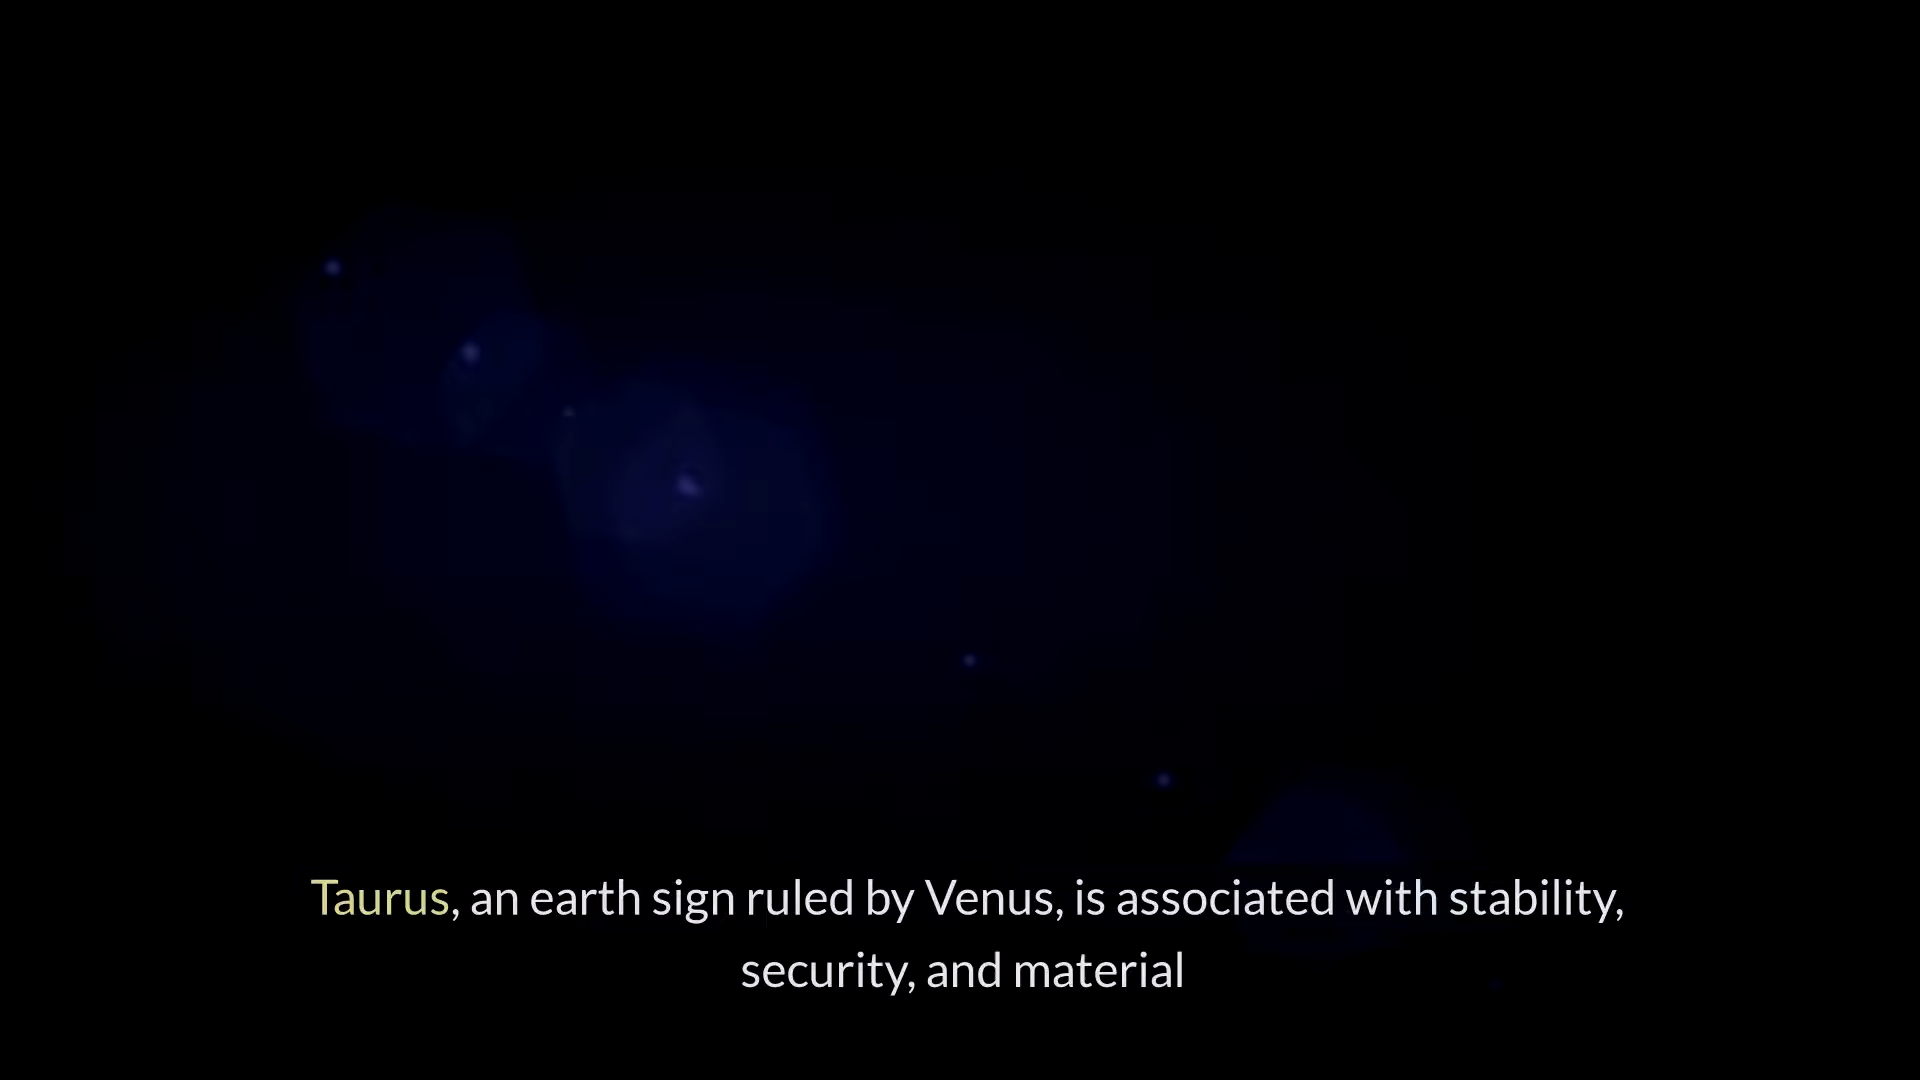 Taurus, an earth sign ruled by Venus, is associated with stability,
security, and material